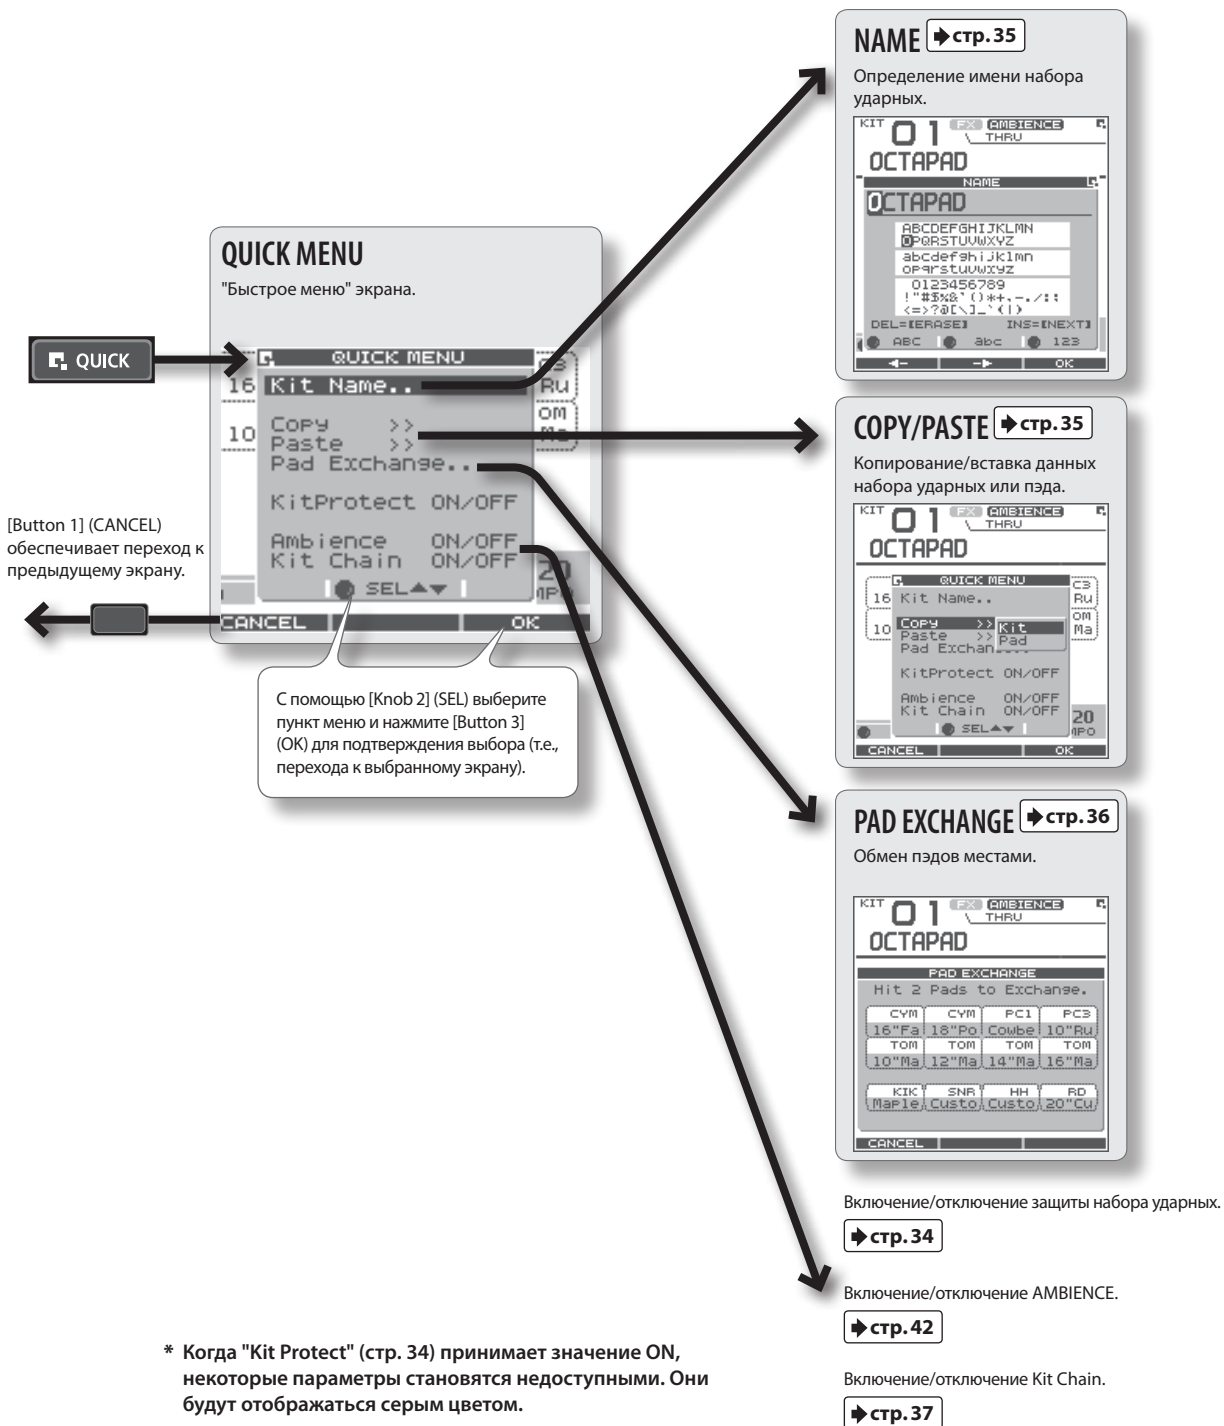 NAME
стр. 35
Определение имени набора
ударных.
KIT 01 FX AMBIENCE
THRU
OCTAPAD
NAME
OCTAPAD
ABCDEFGHIJKLMN
OPQRSTUVWXYZ
abcdefghijklmn
opqrstuvwxyz
0123456789
DEL=[ERASE] INS=[NEXT]
ABC abc 123
OK
QUICK MENU
"Быстрое меню" экрана.
QUICK
QUICK MENU
16 Kit Name.. Ru
10 Copy >> OM
Paste >>
Pad Exchange..
KitProtect ON/OFF
Ambience ON/OFF
Kit Chain ON/OFF
SEL
CANCEL OK
[Button 1] (CANCEL)
обеспечивает переход к
предыдущему экрану.
С помощью [Knob 2] (SEL) выберите
пункт меню и нажмите [Button 3]
(OK) для подтверждения выбора (т.е.,
перехода к выбранному экрану).
COPY/PASTE
стр. 35
Копирование/вставка данных
набора ударных или пэда.
KIT 01 FX AMBIENCE
THRU
OCTAPAD
QUICK MENU
16 Kit Name.. Ru
Copy >> Kit OM
10 Paste >> Pad Ma
Pad Exchan
KitProtect ON/OFF
Ambience ON/OFF
Kit Chain ON/OFF 20
SEL
CANCEL OK
PAD EXCHANGE
стр. 36
Обмен пэдов местами.
KIT 01 FX AMBIENCE
THRU
OCTAPAD
PAD EXCHANGE
Hit 2 Pads to Exchange.
CYM CYM PC1 PC3
16"Fa 18"Po Cowbe 10"Ru
TOM TOM TOM TOM
10"Ma 12"Ma 14"Ma 16"Ma
KIK SNR HH RD
Maple Custo Custo 20"Cu
CANCEL
Включение/отключение защиты набора ударных.
стр. 34
Включение/отключение AMBIENCE.
стр. 42
Включение/отключение Kit Chain.
стр. 37
* Когда "Kit Protect" (стр. 34) принимает значение ON,
некоторые параметры становятся недоступными. Они
будут отображаться серым цветом.